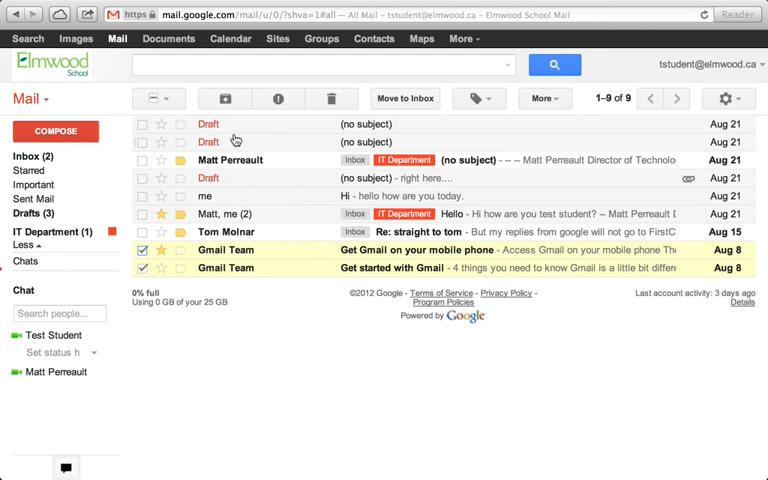 https mail.google.com/mail/u/0/?shva=1#all — All Mail – tstudent@elmwood.ca – Elmwood School Mail Reader
Search Images Mail Documents Calendar Sites Groups Contacts Maps More
Elmwood School
tstudent@elmwood.ca
Mail
Move to Inbox More 1–9 of 9
COMPOSE
Draft (no subject) Aug 21
Draft (no subject) Aug 21
Inbox (2)
Matt Perreault Inbox IT Department (no subject) – -- Matt Perreault Director of Technolo Aug 21
Starred
Draft (no subject) - right here.... Aug 21
Important
me Hi - hello how are you today. Aug 21
Sent Mail
Drafts (3)
Matt, me (2) Inbox IT Department Hello - Hi how are you test student? -- Matt Perreault D Aug 21
IT Department (1)
Tom Molnar Inbox Re: straight to tom - But my replies from google will not go to FirstC Aug 15
Less
Gmail Team Get Gmail on your mobile phone - Access Gmail on your mobile phone The Aug 8
Chats
Gmail Team Get started with Gmail - 4 things you need to know Gmail is a little bit differe Aug 8
Chat
Search people...
Test Student
Set status h
Matt Perreault
0% full
Using 0 GB of your 25 GB
©2012 Google - Terms of Service - Privacy Policy -
Program Policies
Powered by Google
Last account activity: 3 days ago
Details